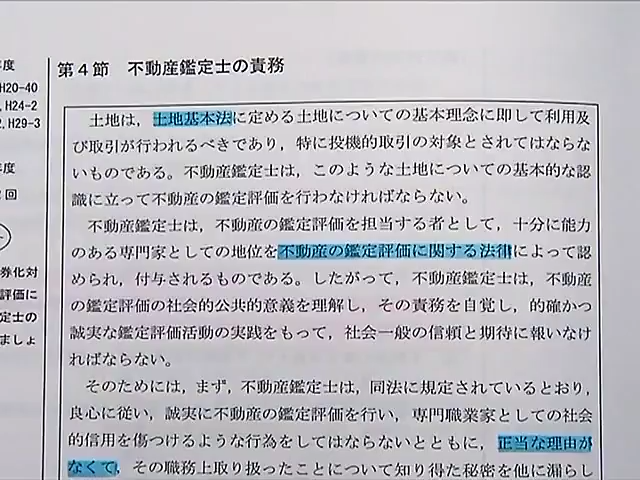 年度
H20-40
, H24-2
2, H29-3
年度
回
券化対
評価に
定士の
ましょ
第4節 不動産鑑定士の責務
土地は，土地基本法に定める土地についての基本理念に即して利用及
び取引が行われるべきであり，特に投機的取引の対象とされてはならな
いものである。不動産鑑定士は，このような土地についての基本的な認
識に立って不動産の鑑定評価を行わなければならない。
不動産鑑定士は，不動産の鑑定評価を担当する者として，十分に能力
のある専門家としての地位を不動産の鑑定評価に関する法律によって認
められ，付与されるものである。したがって，不動産鑑定士は，不動産
の鑑定評価の社会的公共的意義を理解し，その責務を自覚し，的確かつ
誠実な鑑定評価活動の実践をもって，社会一般の信頼と期待に報いなけ
ればならない。
そのためには，まず，不動産鑑定士は，同法に規定されているとおり，
良心に従い，誠実に不動産の鑑定評価を行い，専門職業家としての社会
的信用を傷つけるような行為をしてはならないとともに，正当な理由が
なくて，その職務上取り扱ったことについて知り得た秘密を他に漏らし